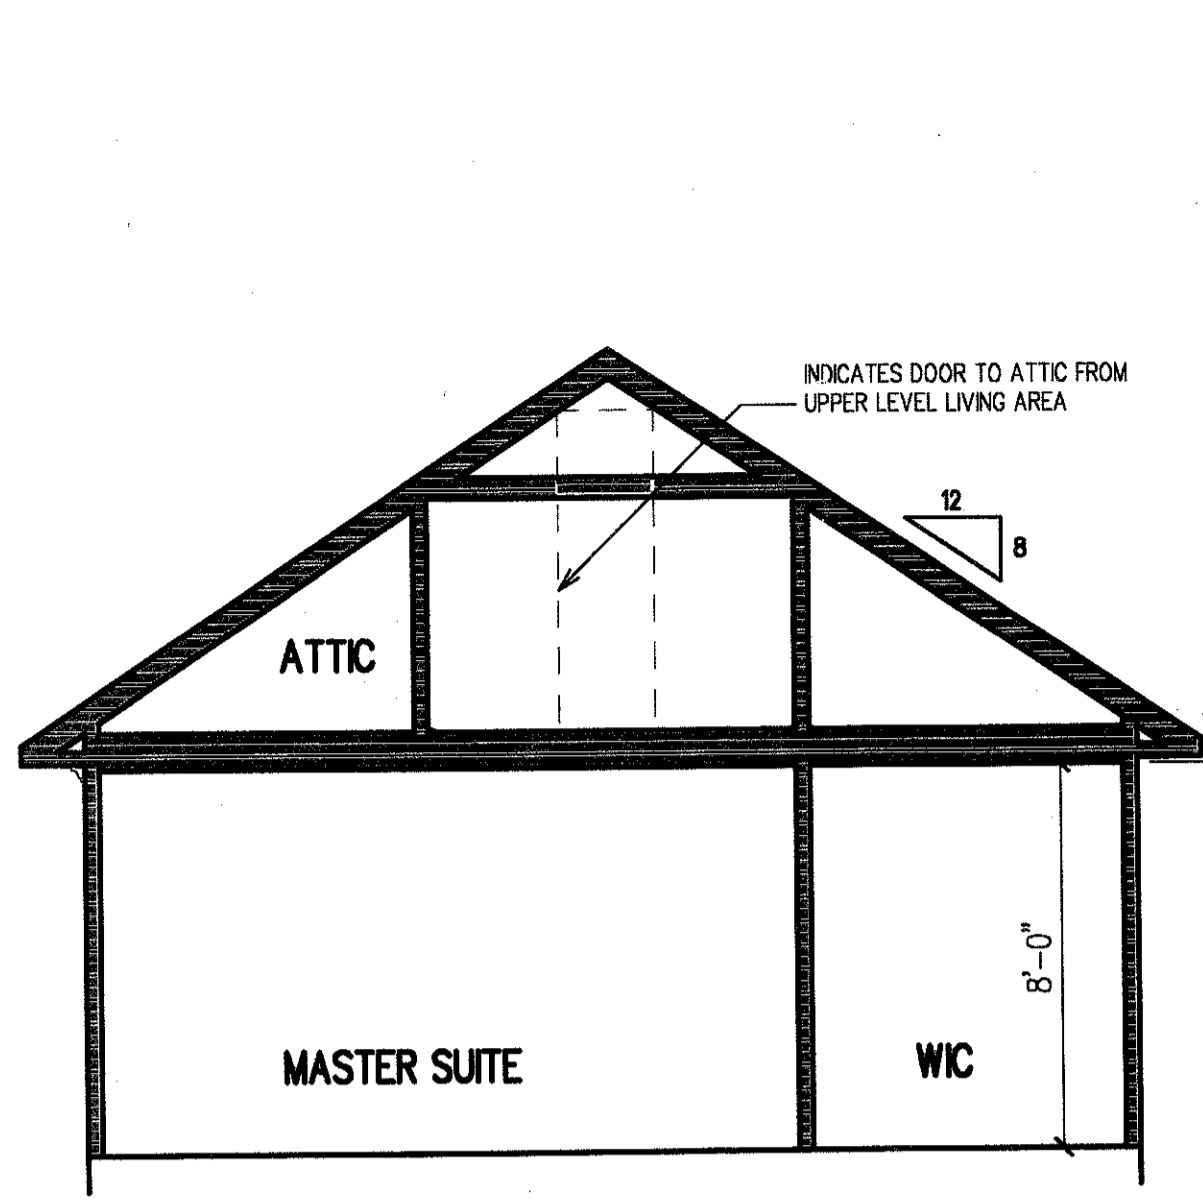 INDICATES DOOR TO ATTIC FROM
UPPER LEVEL LIVING AREA
12
8
ATTIC
8'-0"
MASTER SUITE
WIC